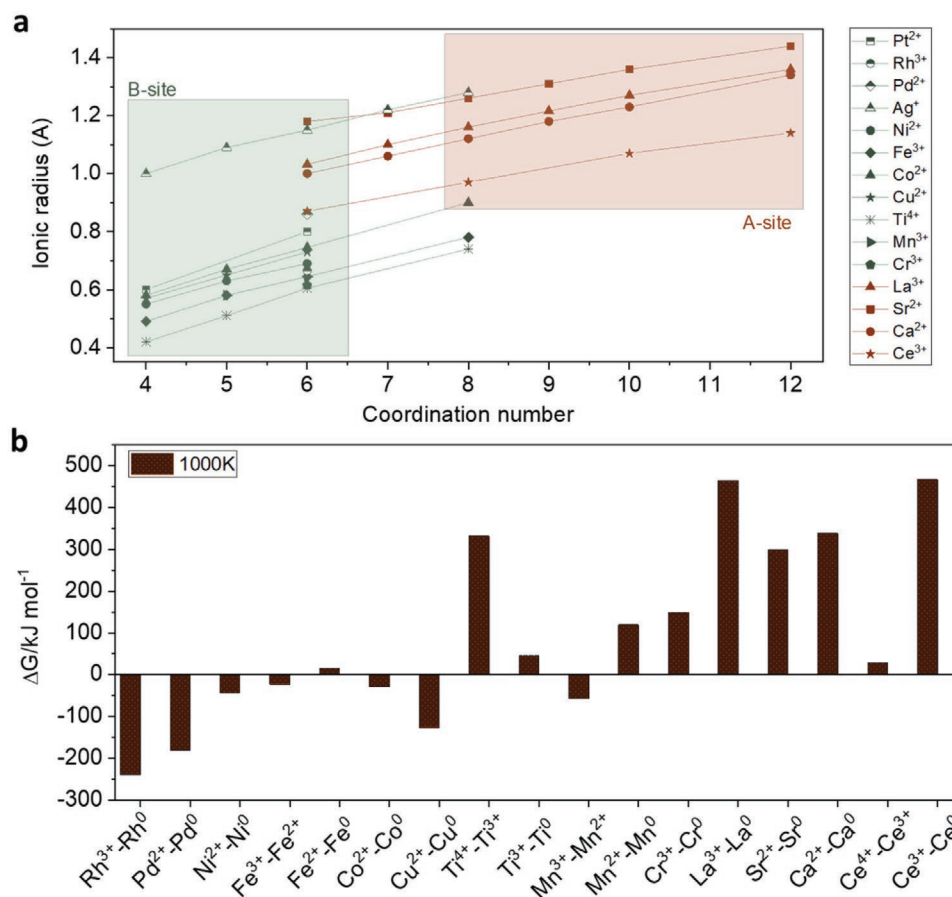 a
1.4
1.2
1.0
0.8
0.6
0.4
Ionic radius (A)
B-site
A-site
4 5 6 7 8 9 10 11 12
Coordination number
Pt²⁺
Rh³⁺
Pd²⁺
Ag⁺
Ni²⁺
Fe³⁺
Co²⁺
Cu²⁺
Ti⁴⁺
Mn³⁺
Cr³⁺
La³⁺
Sr²⁺
Ca²⁺
Ce³⁺
b
1000K
500
400
300
200
100
0
-100
-200
-300
ΔG/kJ mol⁻¹
Rh³⁺-Rh⁰
Pd²⁺-Pd⁰
Ni²⁺-Ni⁰
Fe³⁺-Fe²⁺
Fe²⁺-Fe⁰
Co²⁺-Co⁰
Cu²⁺-Cu⁰
Ti⁴⁺-Ti³⁺
Ti³⁺-Ti⁰
Mn³⁺-Mn²⁺
Mn²⁺-Mn⁰
Cr³⁺-Cr⁰
La³⁺-La⁰
Sr²⁺-Sr⁰
Ca²⁺-Ca⁰
Ce⁴-Ce³⁺
Ce³⁺-Ce⁰